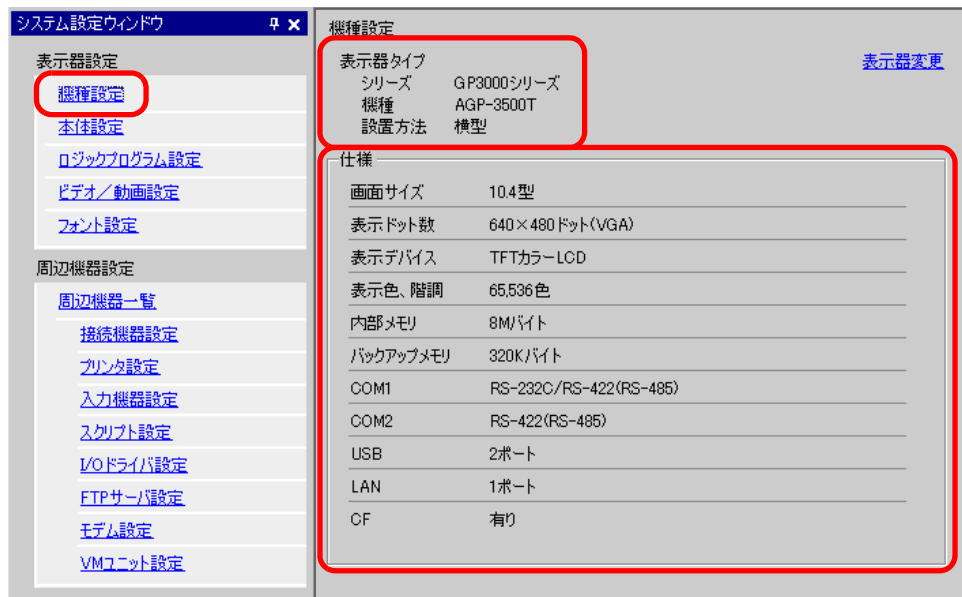 システム設定ウィンドウ
表示器設定
機種設定
本体設定
ロジックプログラム設定
ビデオ／動画設定
フォント設定
周辺機器設定
周辺機器一覧
接続機器設定
プリンタ設定
入力機器設定
スクリプト設定
I/Oドライバ設定
FTPサーバ設定
モデム設定
VMユニット設定
機種設定
表示器タイプ
表示器変更
シリーズ GP3000シリーズ
機種 AGP-3500T
設置方法 横型
仕様
画面サイズ 10.4型
表示ドット数 640×480ドット(VGA)
表示デバイス TFTカラーLCD
表示色、階調 65,536色
内部メモリ 8Mバイト
バックアップメモリ 320Kバイト
COM1 RS-232C/RS-422(RS-485)
COM2 RS-422(RS-485)
USB 2ポート
LAN 1ポート
CF 有り